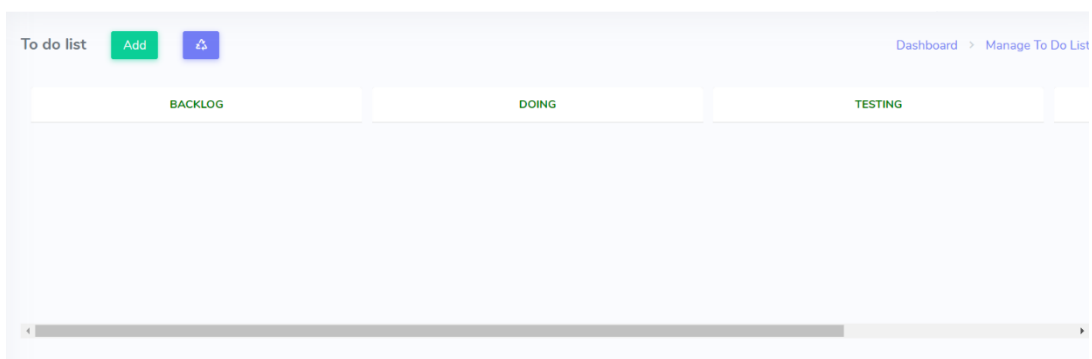 To do list Add Dashboard > Manage To Do List
BACKLOG DOING TESTING